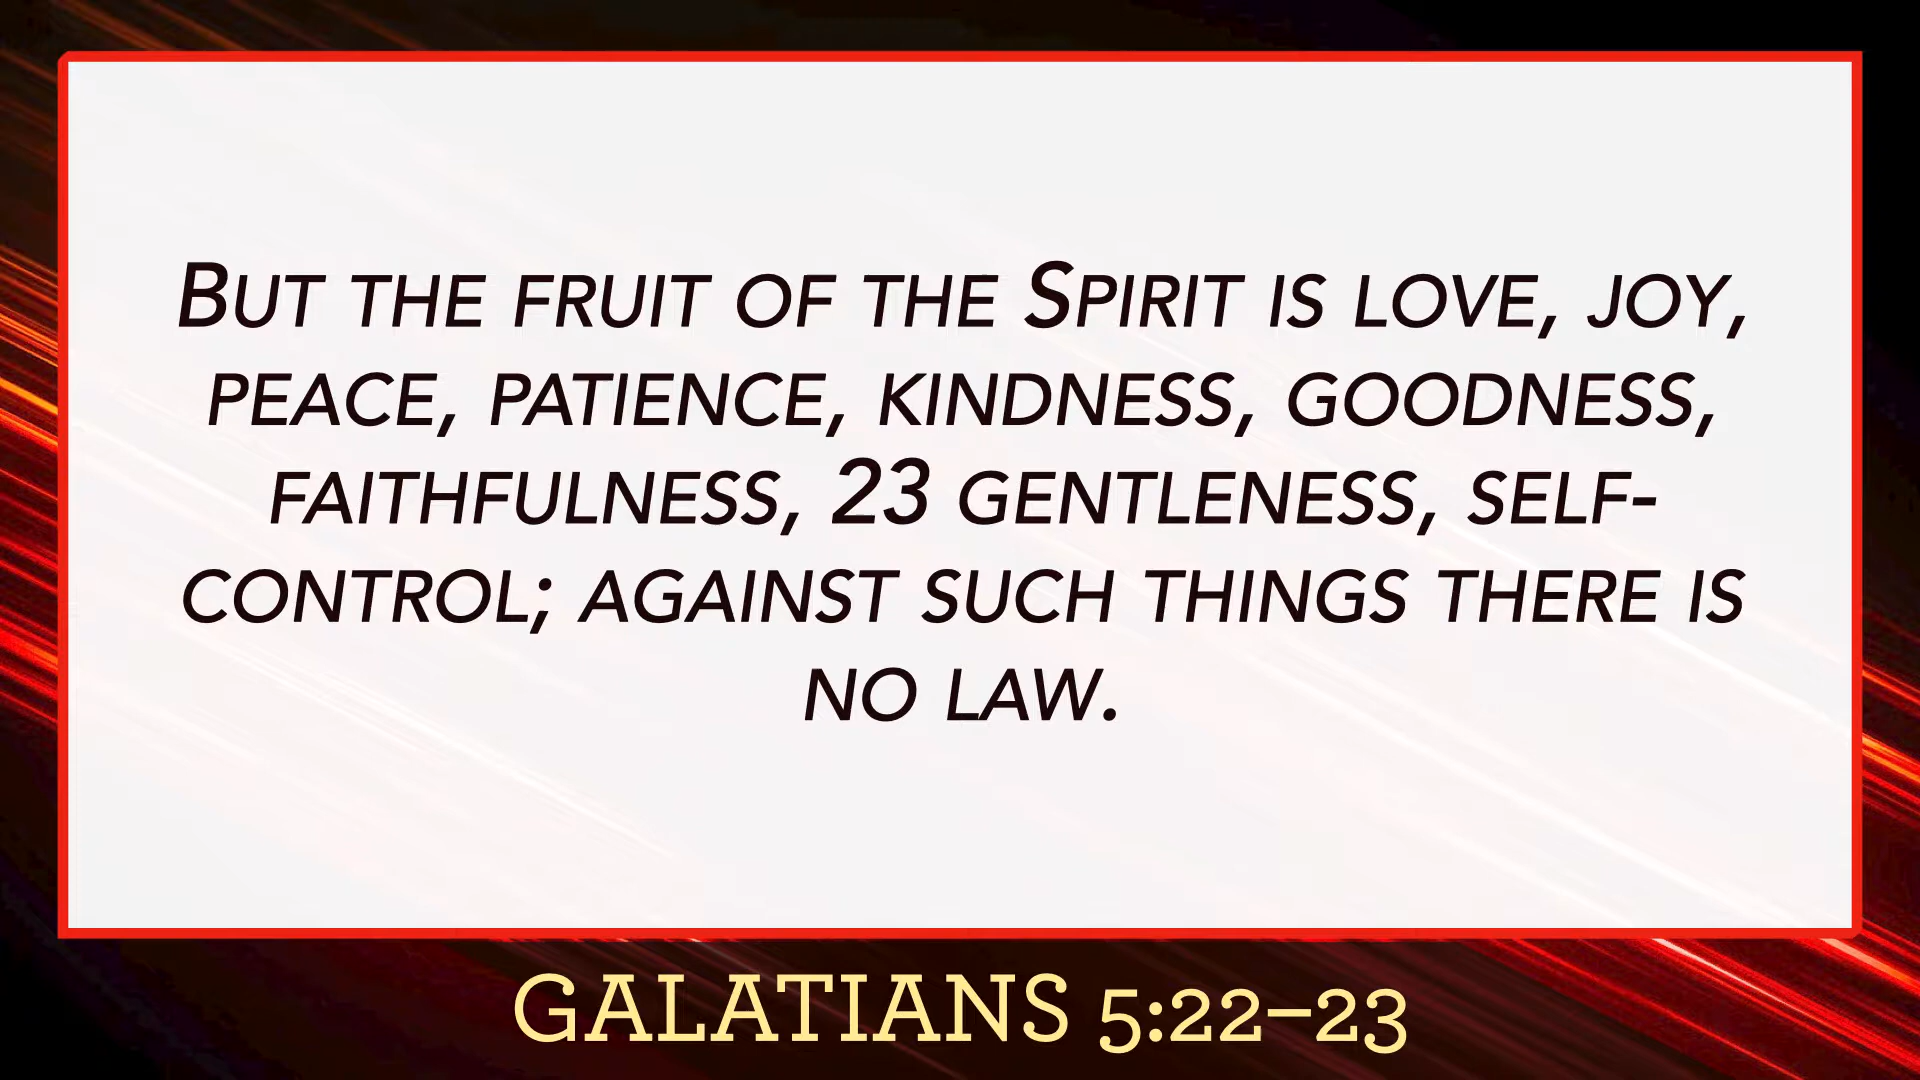 But the fruit of the Spirit is love, joy,
peace, patience, kindness, goodness,
faithfulness, 23 gentleness, self-
control; against such things there is
no law.
GALATIANS 5:22–23